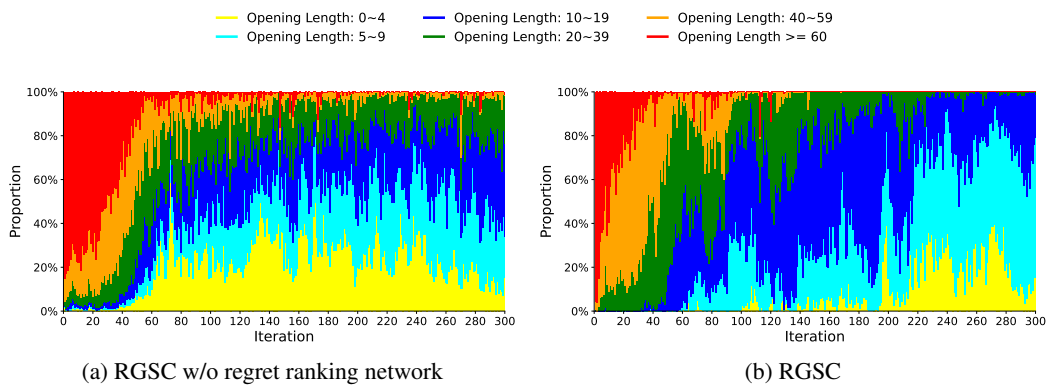 Opening Length: 0~4 Opening Length: 10~19 Opening Length: 40~59
Opening Length: 5~9 Opening Length: 20~39 Opening Length >= 60
100% 100%
80% 80%
60% 60%
40% 40%
20% 20%
0% 0%
Proportion Proportion
0 20 40 60 80 100 120 140 160 180 200 220 240 260 280 300 0 20 40 60 80 100 120 140 160 180 200 220 240 260 280 300
Iteration Iteration
(a) RGSC w/o regret ranking network (b) RGSC